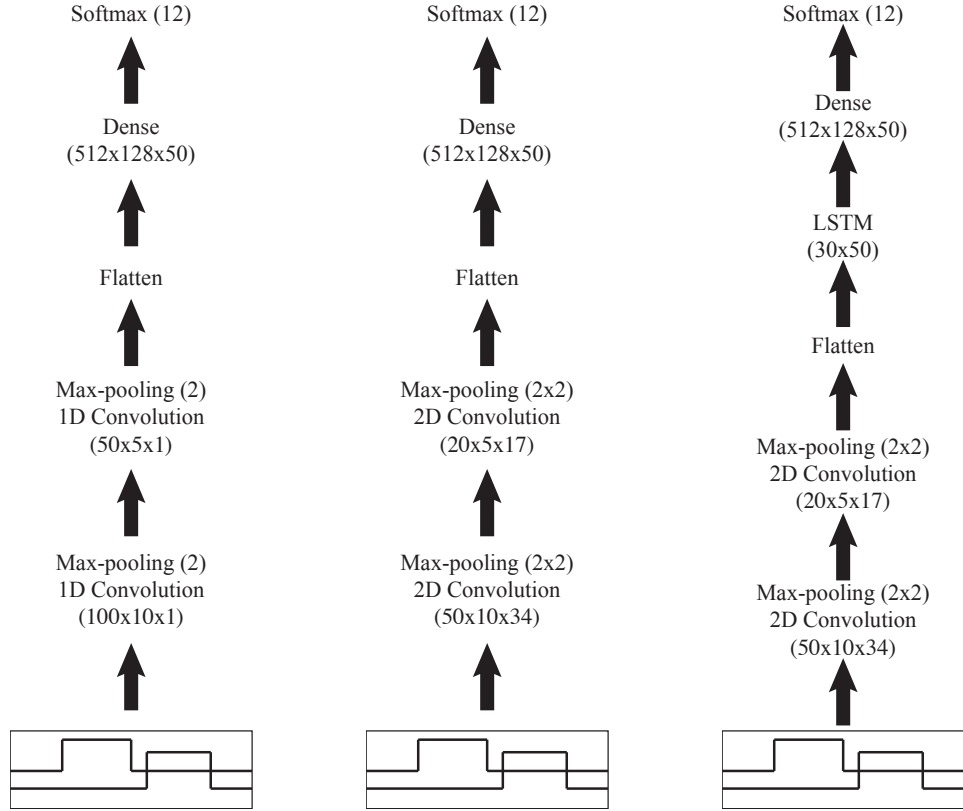 Softmax (12)
Dense
(512x128x50)
Flatten
Max-pooling (2)
1D Convolution
(50x5x1)
Max-pooling (2)
1D Convolution
(100x10x1)
Softmax (12)
Dense
(512x128x50)
Flatten
Max-pooling (2x2)
2D Convolution
(20x5x17)
Max-pooling (2x2)
2D Convolution
(50x10x34)
Softmax (12)
Dense
(512x128x50)
LSTM
(30x50)
Flatten
Max-pooling (2x2)
2D Convolution
(20x5x17)
Max-pooling (2x2)
2D Convolution
(50x10x34)